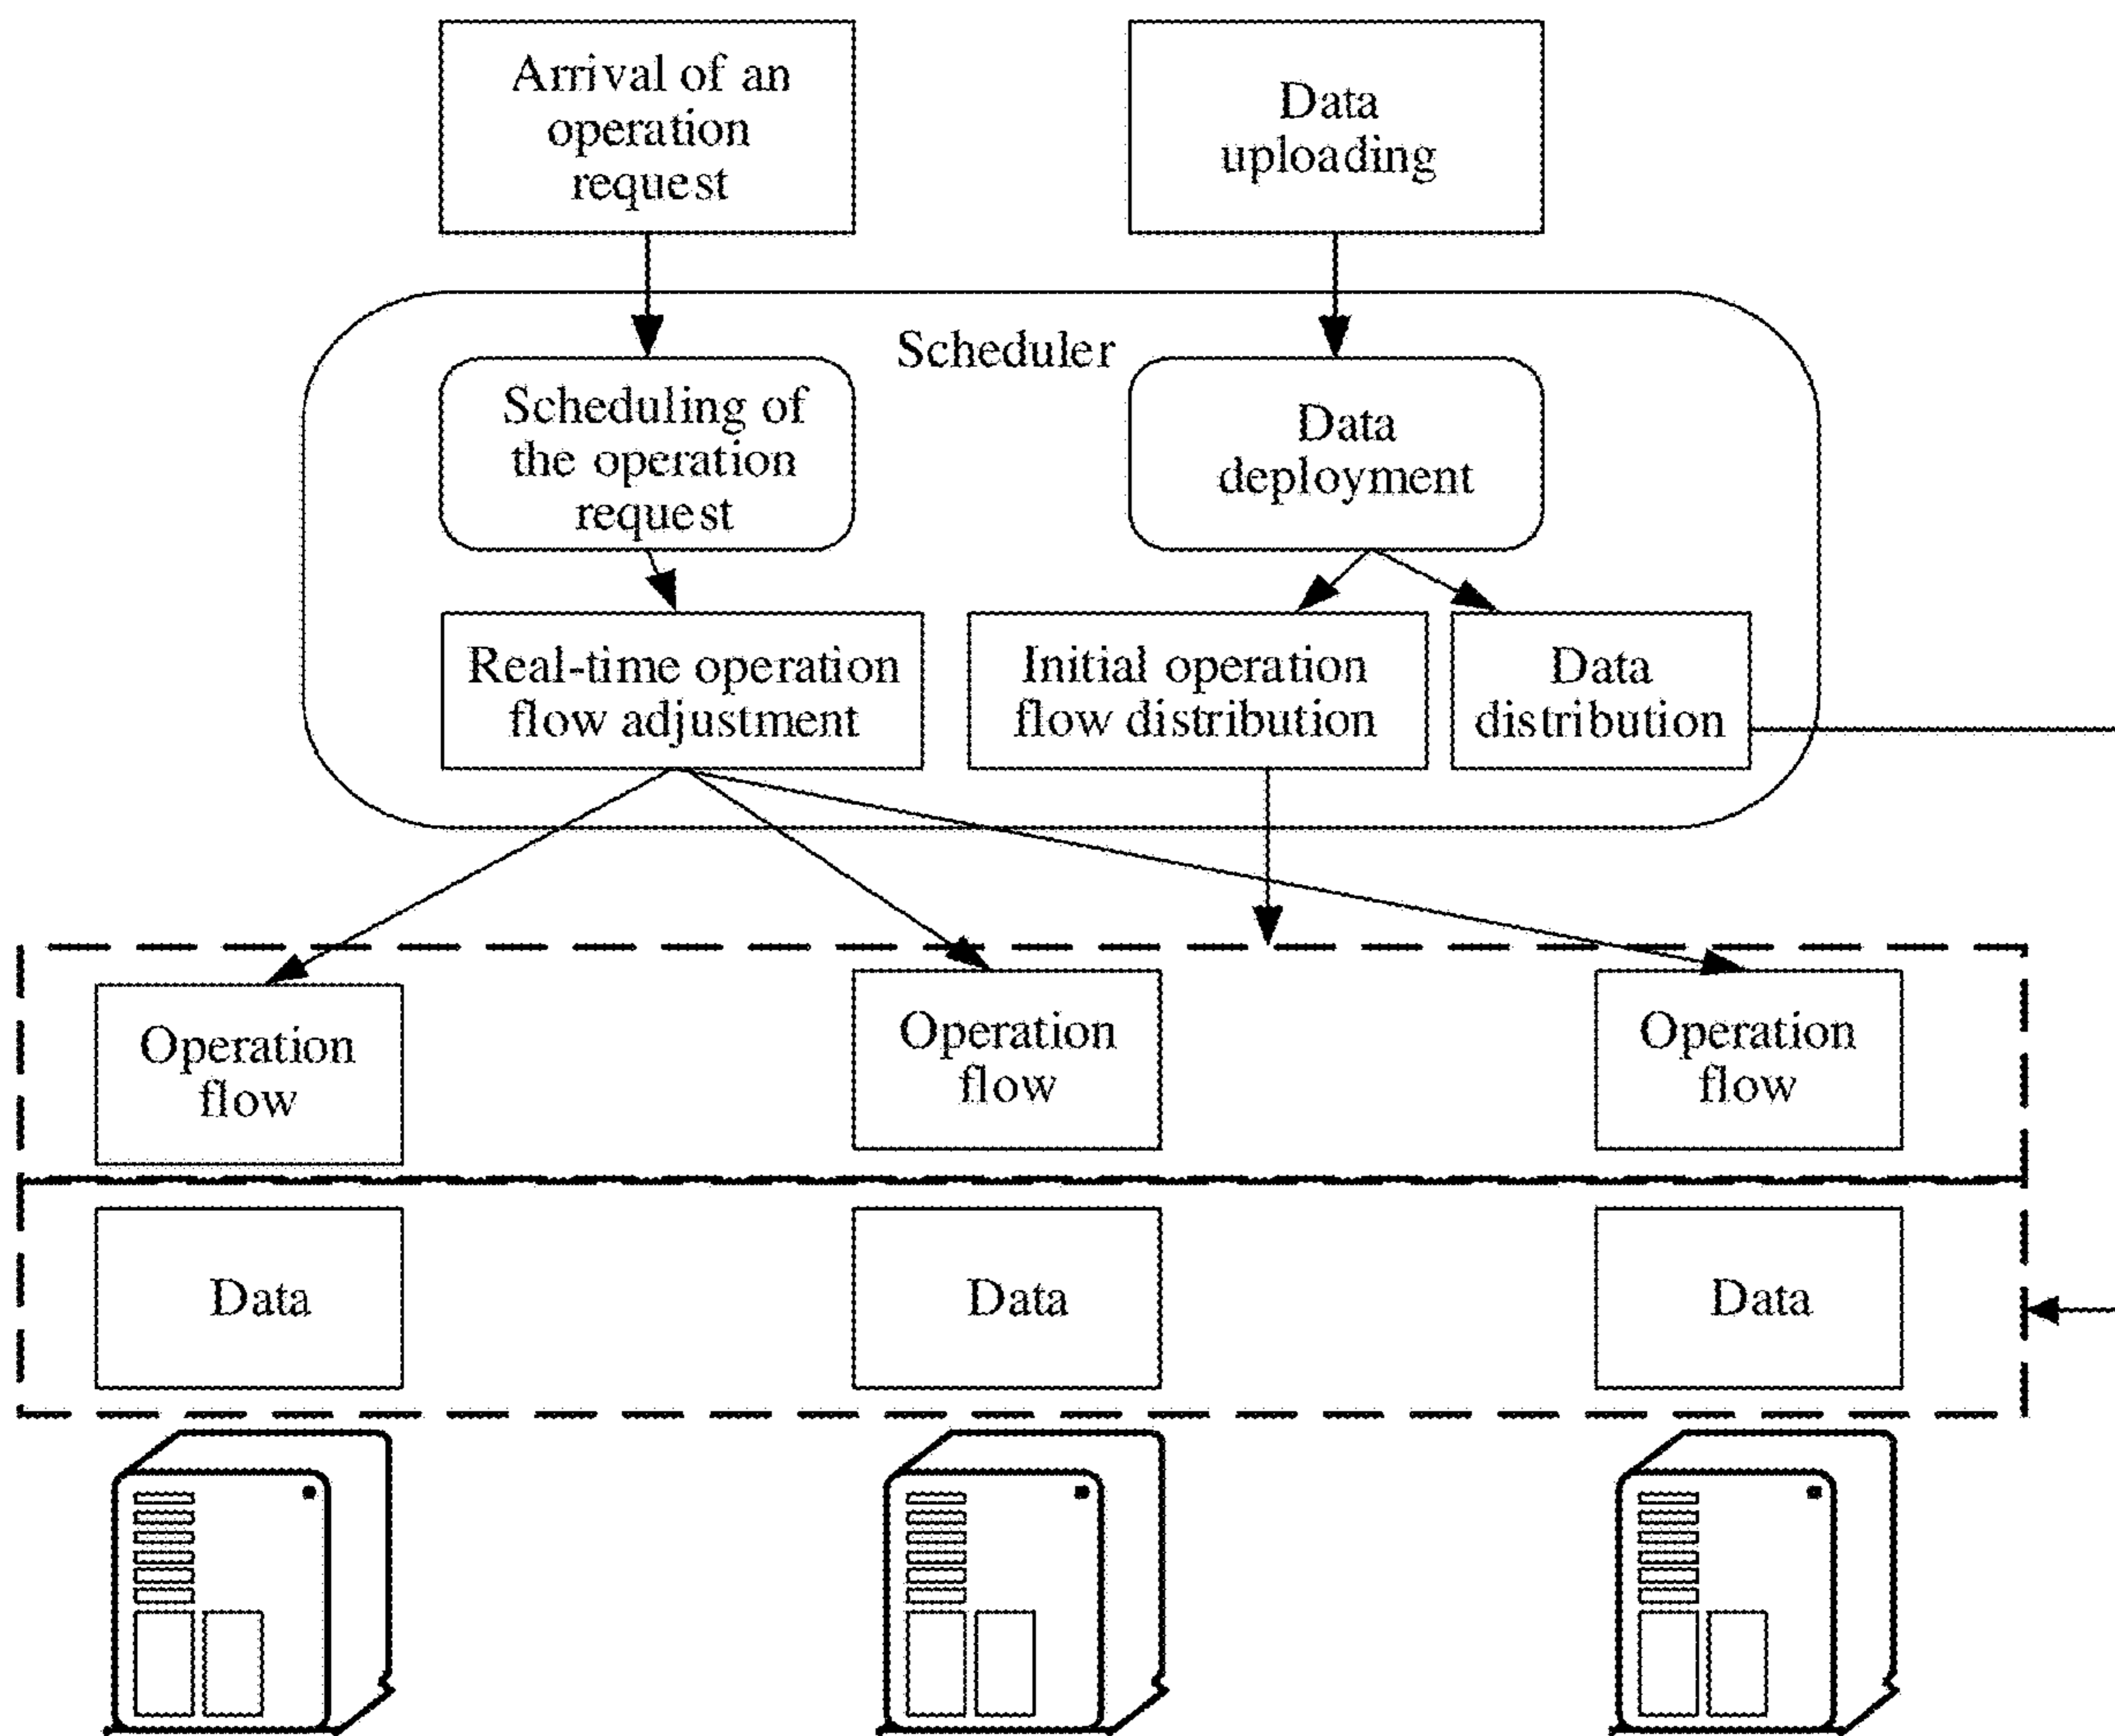 Arrival of an
operation
request
Data
uploading
Scheduler
Scheduling of
the operation
request
Data
deployment
Real-time operation
flow adjustment
Initial operation
flow distribution
Data
distribution
Operation
flow
Operation
flow
Operation
flow
Data
Data
Data